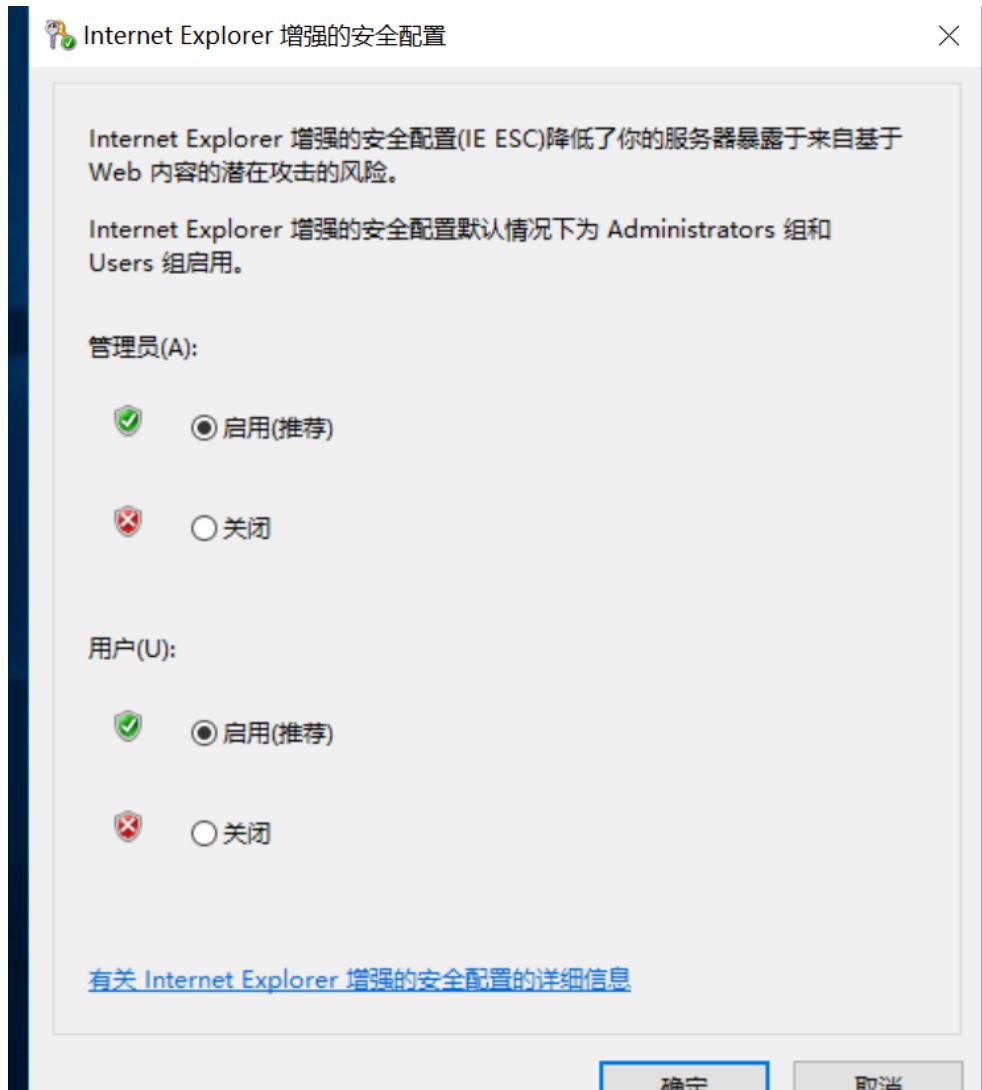 Internet Explorer 增强的安全配置
Internet Explorer 增强的安全配置(IE ESC)降低了你的服务器暴露于来自基于
Web 内容的潜在攻击的风险。
Internet Explorer 增强的安全配置默认情况下为 Administrators 组和
Users 组启用。
管理员(A):
启用(推荐)
关闭
用户(U):
启用(推荐)
关闭
有关 Internet Explorer 增强的安全配置的详细信息
确定 取消